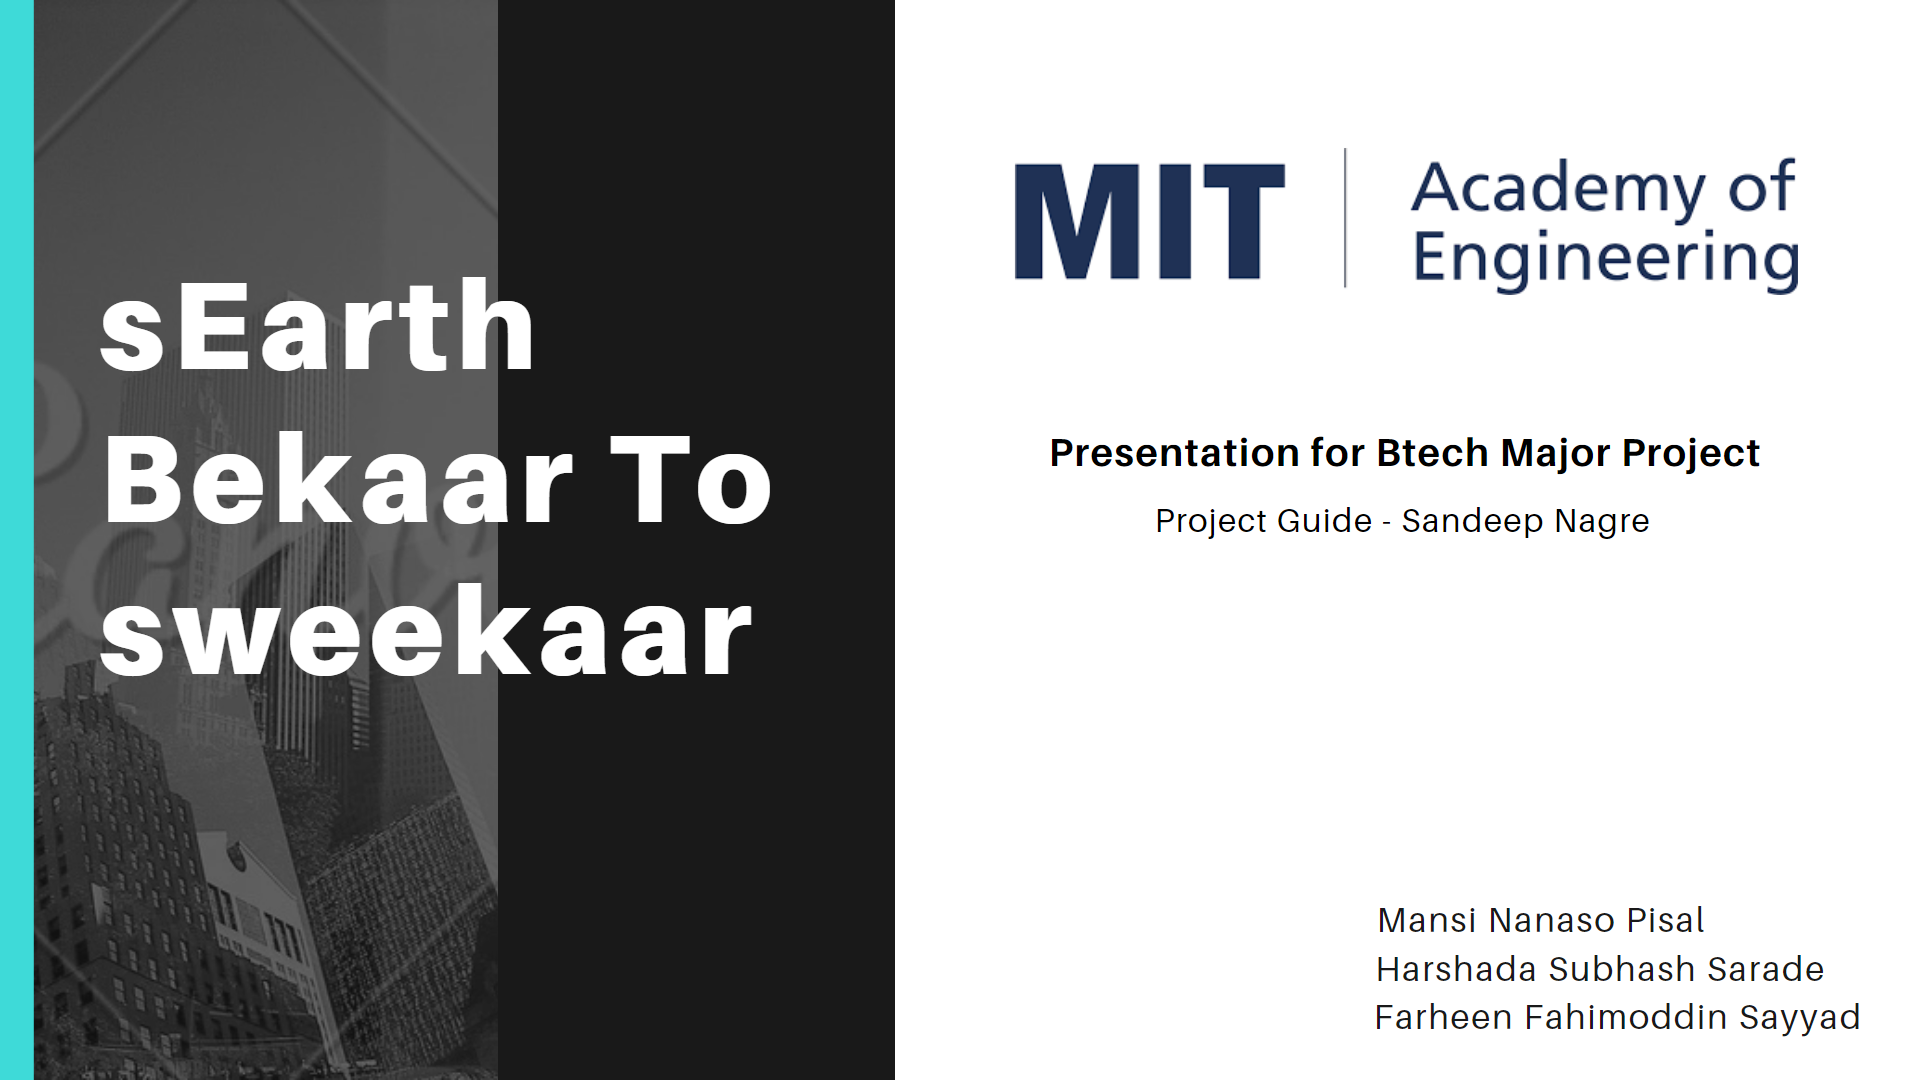 sEarth
Bekaar To
sweekaar
MIT
Academy of
Engineering
Presentation for Btech Major Project
Project Guide - Sandeep Nagre
Mansi Nanaso Pisal
Harshada Subhash Sarade
Farheen Fahimoddin Sayyad